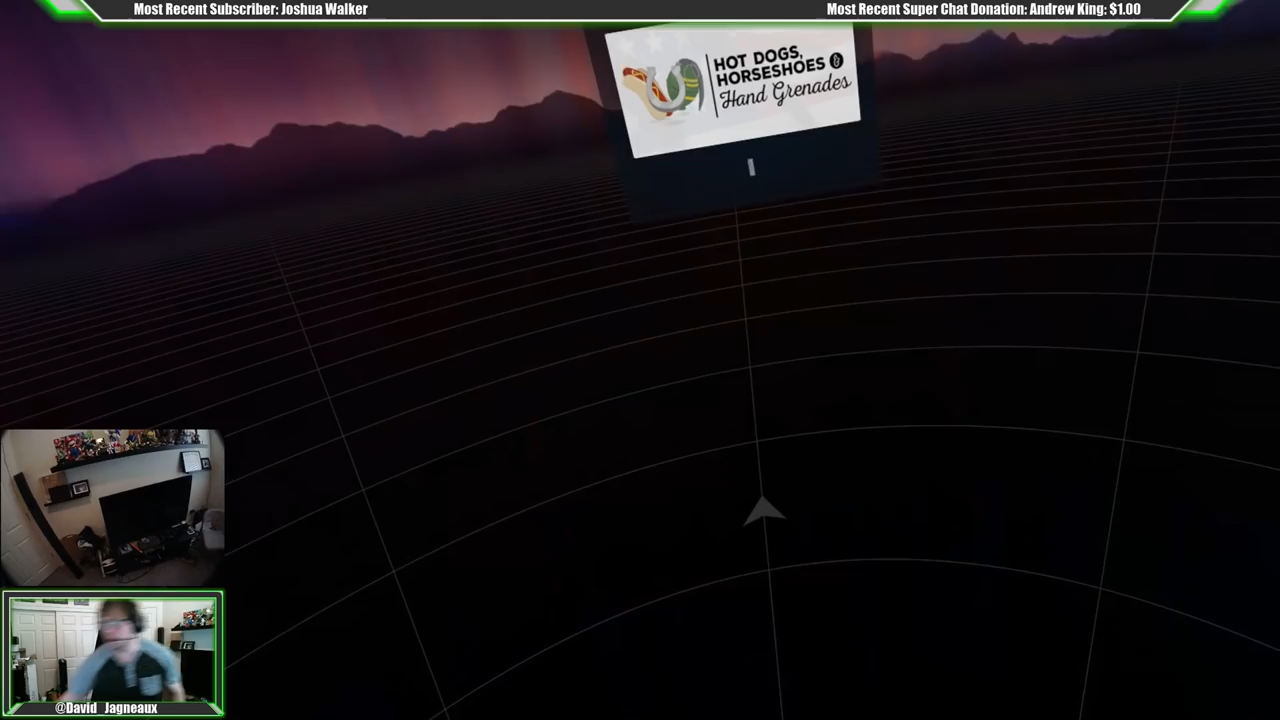 Most Recent Subscriber: Joshua Walker
Most Recent Super Chat Donation: Andrew King: $1.00
HOT DOGS,
HORSESHOES &
Hand Grenades
@David_Jagneaux